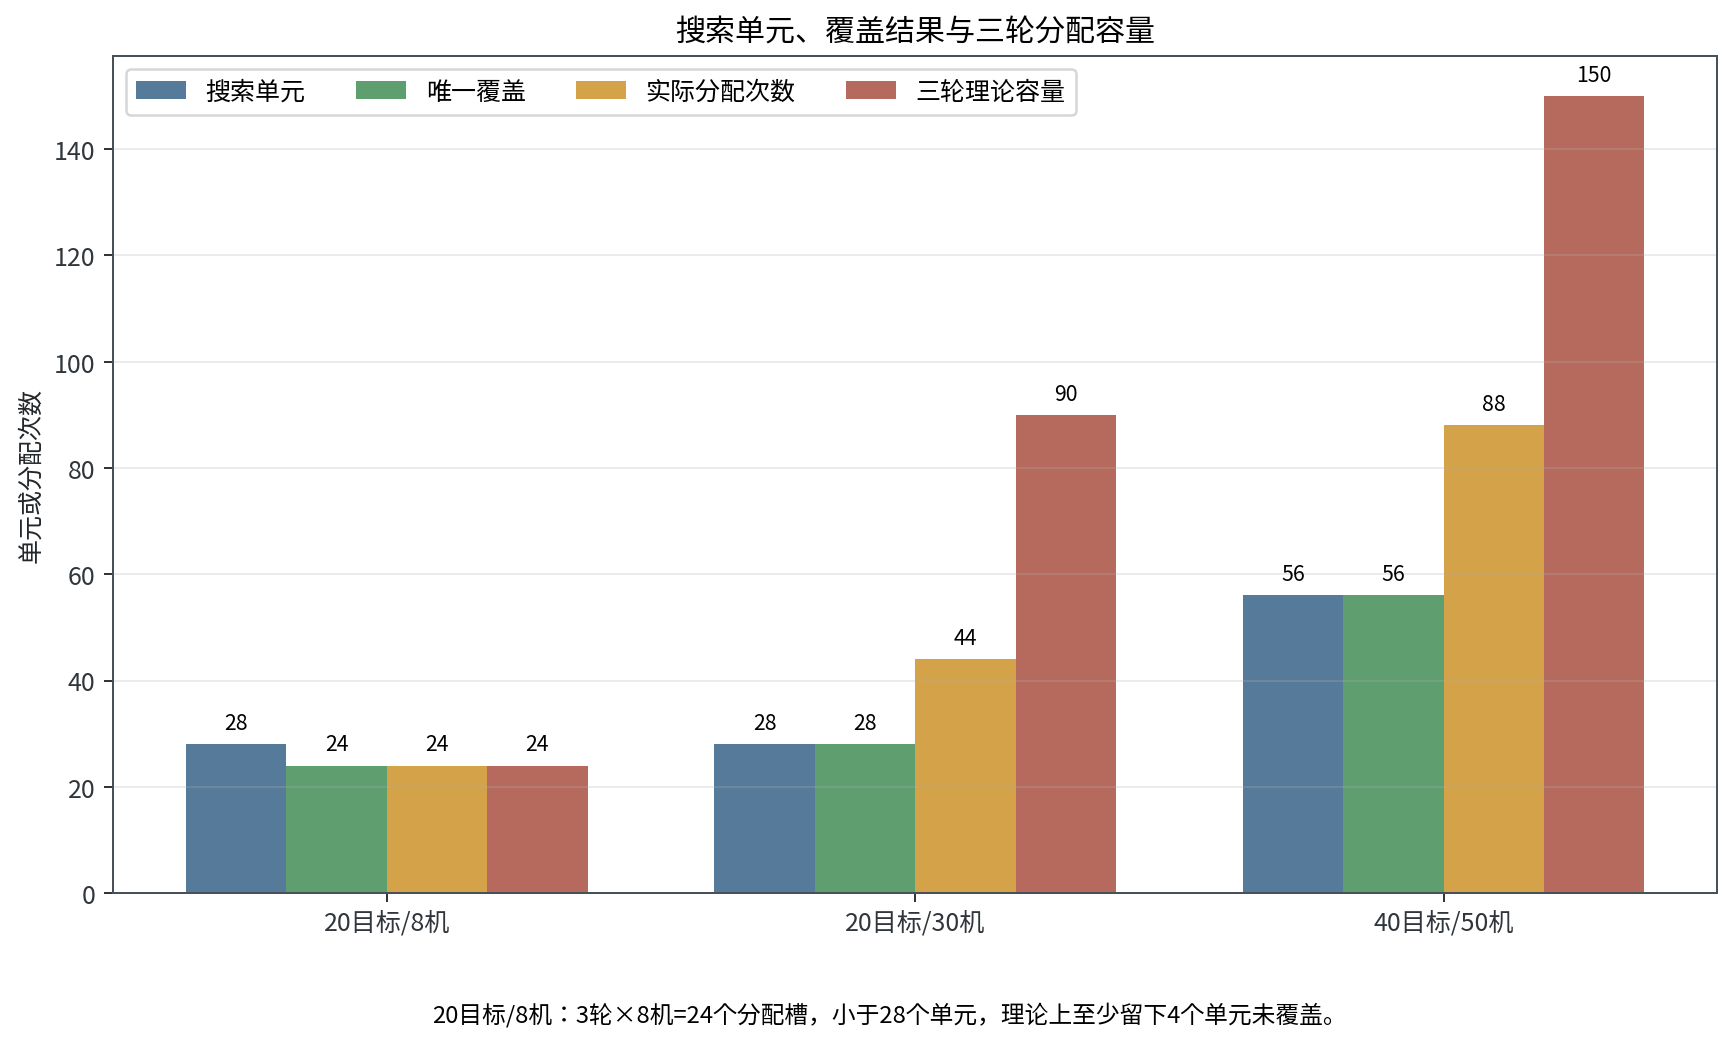 搜索单元、覆盖结果与三轮分配容量
搜索单元 唯一覆盖 实际分配次数 三轮理论容量
单元或分配次数
140
120
100
80
60
40
20
0
28 24 24 24
28 28 44 90
56 56 88 150
20目标/8机 20目标/30机 40目标/50机
20目标/8机：3轮×8机=24个分配槽，小于28个单元，理论上至少留下4个单元未覆盖。